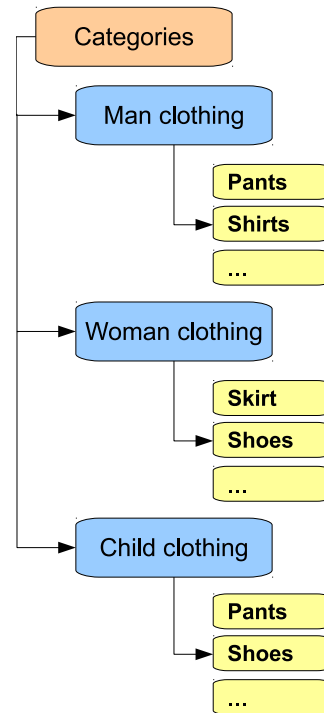 Categories
Man clothing
Pants
Shirts
...
Woman clothing
Skirt
Shoes
...
Child clothing
Pants
Shoes
...